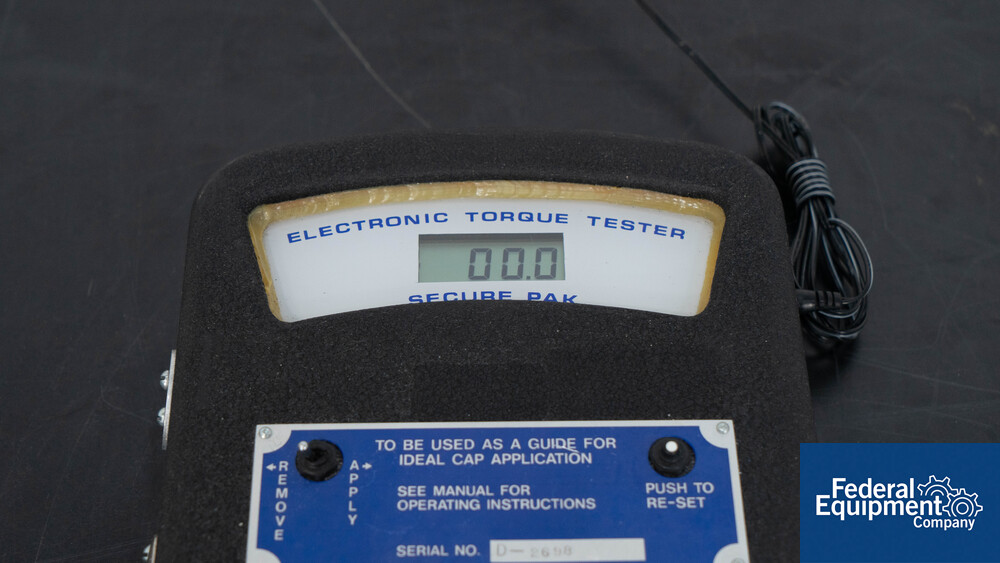 ELECTRONIC TORQUE TESTER
00.0
SECURE PAK
TO BE USED AS A GUIDE FOR
IDEAL CAP APPLICATION
←REMOVE
APPLY→
SEE MANUAL FOR
OPERATING INSTRUCTIONS
PUSH TO
RE-SET
SERIAL NO. D-2698
Federal
Equipment
Company